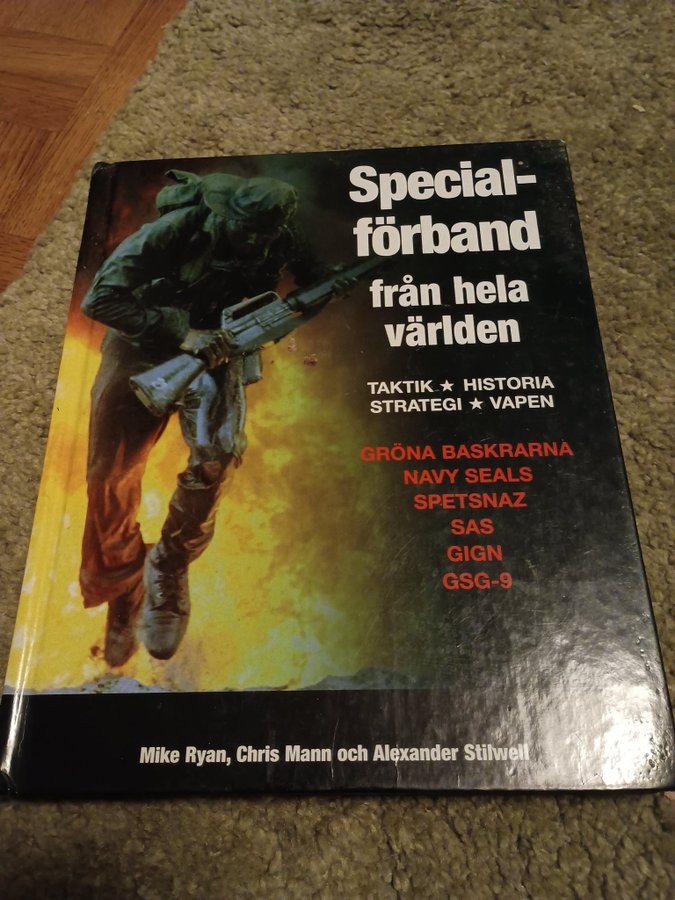 Special-
förband
från hela
världen
TAKTIK ★ HISTORIA
STRATEGI ★ VAPEN
GRÖNA BASKRARNA
NAVY SEALS
SPETSNAZ
SAS
GIGN
GSG-9
Mike Ryan, Chris Mann och Alexander Stilwell